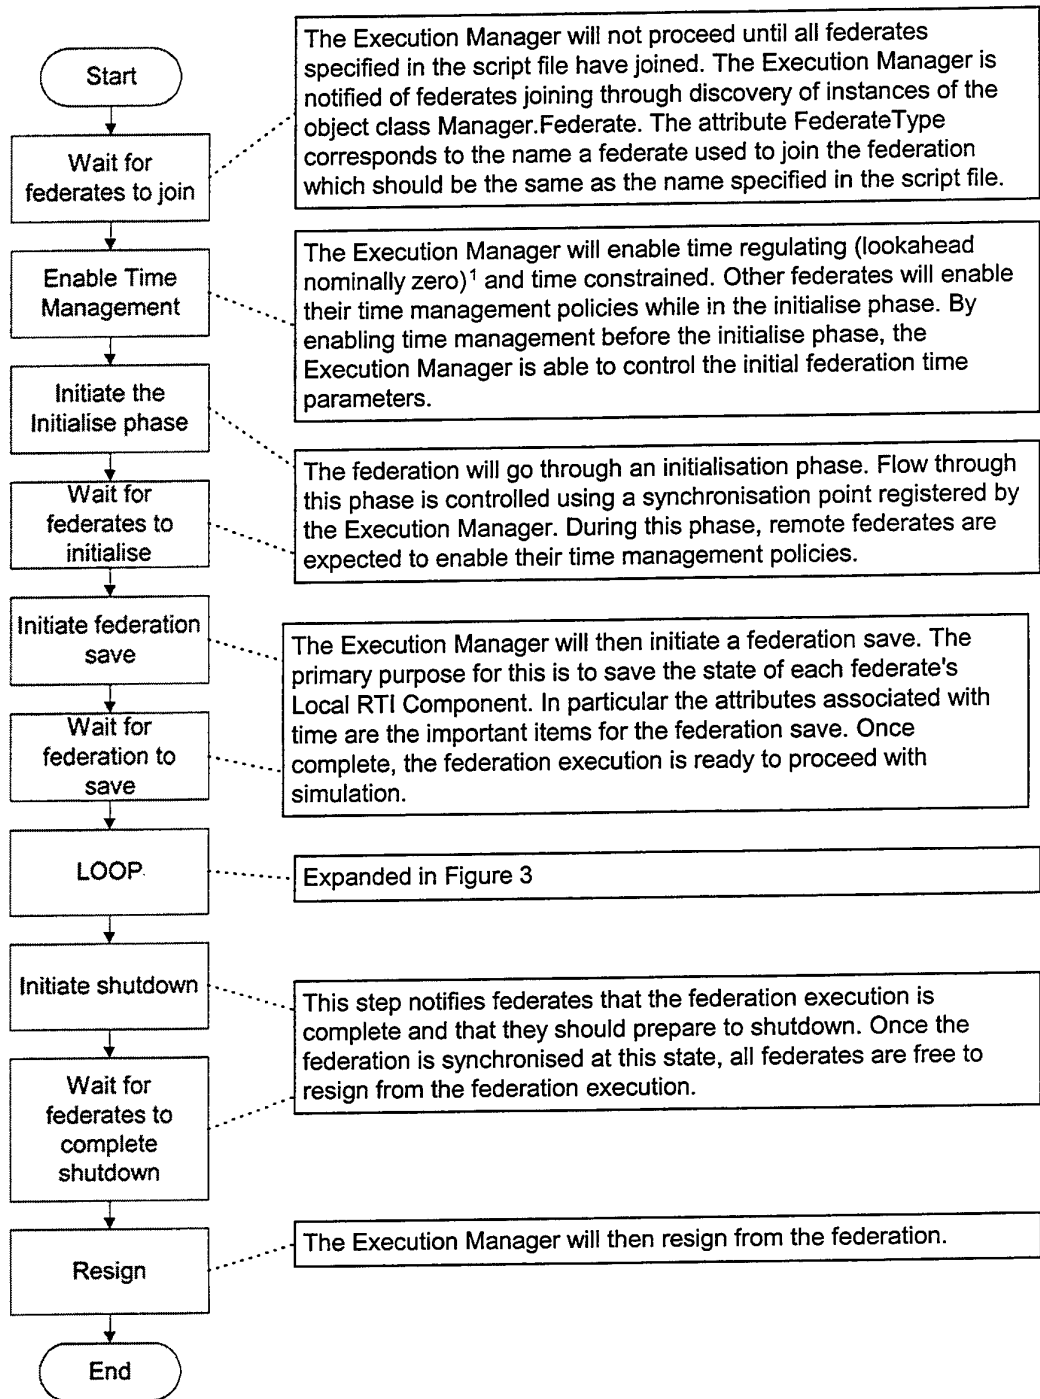 Start
The Execution Manager will not proceed until all federates
specified in the script file have joined. The Execution Manager is
notified of federates joining through discovery of instances of the
object class Manager.Federate. The attribute FederateType
corresponds to the name a federate used to join the federation
which should be the same as the name specified in the script file.
Wait for
federates to join
Enable Time
Management
The Execution Manager will enable time regulating (lookahead
nominally zero)¹ and time constrained. Other federates will enable
their time management policies while in the initialise phase. By
enabling time management before the initialise phase, the
Execution Manager is able to control the initial federation time
parameters.
Initiate the
Initialise phase
Wait for
federates to
initialise
The federation will go through an initialisation phase. Flow through
this phase is controlled using a synchronisation point registered by
the Execution Manager. During this phase, remote federates are
expected to enable their time management policies.
Initiate federation
save
Wait for
federation to
save
The Execution Manager will then initiate a federation save. The
primary purpose for this is to save the state of each federate's
Local RTI Component. In particular the attributes associated with
time are the important items for the federation save. Once
complete, the federation execution is ready to proceed with
simulation.
LOOP
Expanded in Figure 3
Initiate shutdown
Wait for
federates to
complete
shutdown
This step notifies federates that the federation execution is
complete and that they should prepare to shutdown. Once the
federation is synchronised at this state, all federates are free to
resign from the federation execution.
Resign
The Execution Manager will then resign from the federation.
End